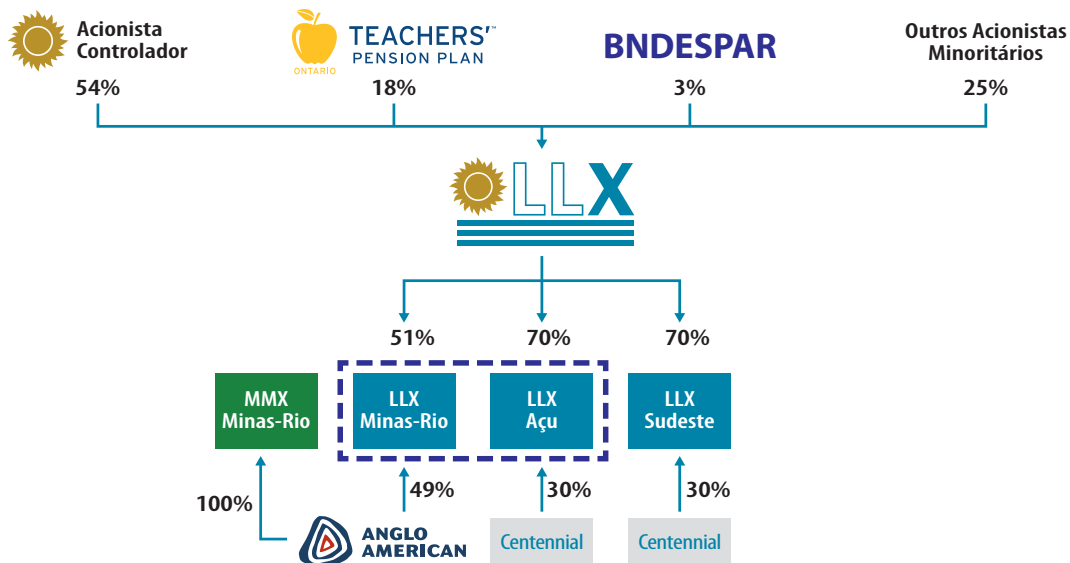 Acionista
Controlador
54%
TEACHERS'™
PENSION PLAN
ONTARIO
18%
BNDESPAR
3%
Outros Acionistas
Minoritários
25%
LLX
51%
70%
70%
MMX
Minas-Rio
LLX
Minas-Rio
LLX
Açu
LLX
Sudeste
100%
49%
30%
30%
ANGLO
AMERICAN
Centennial
Centennial